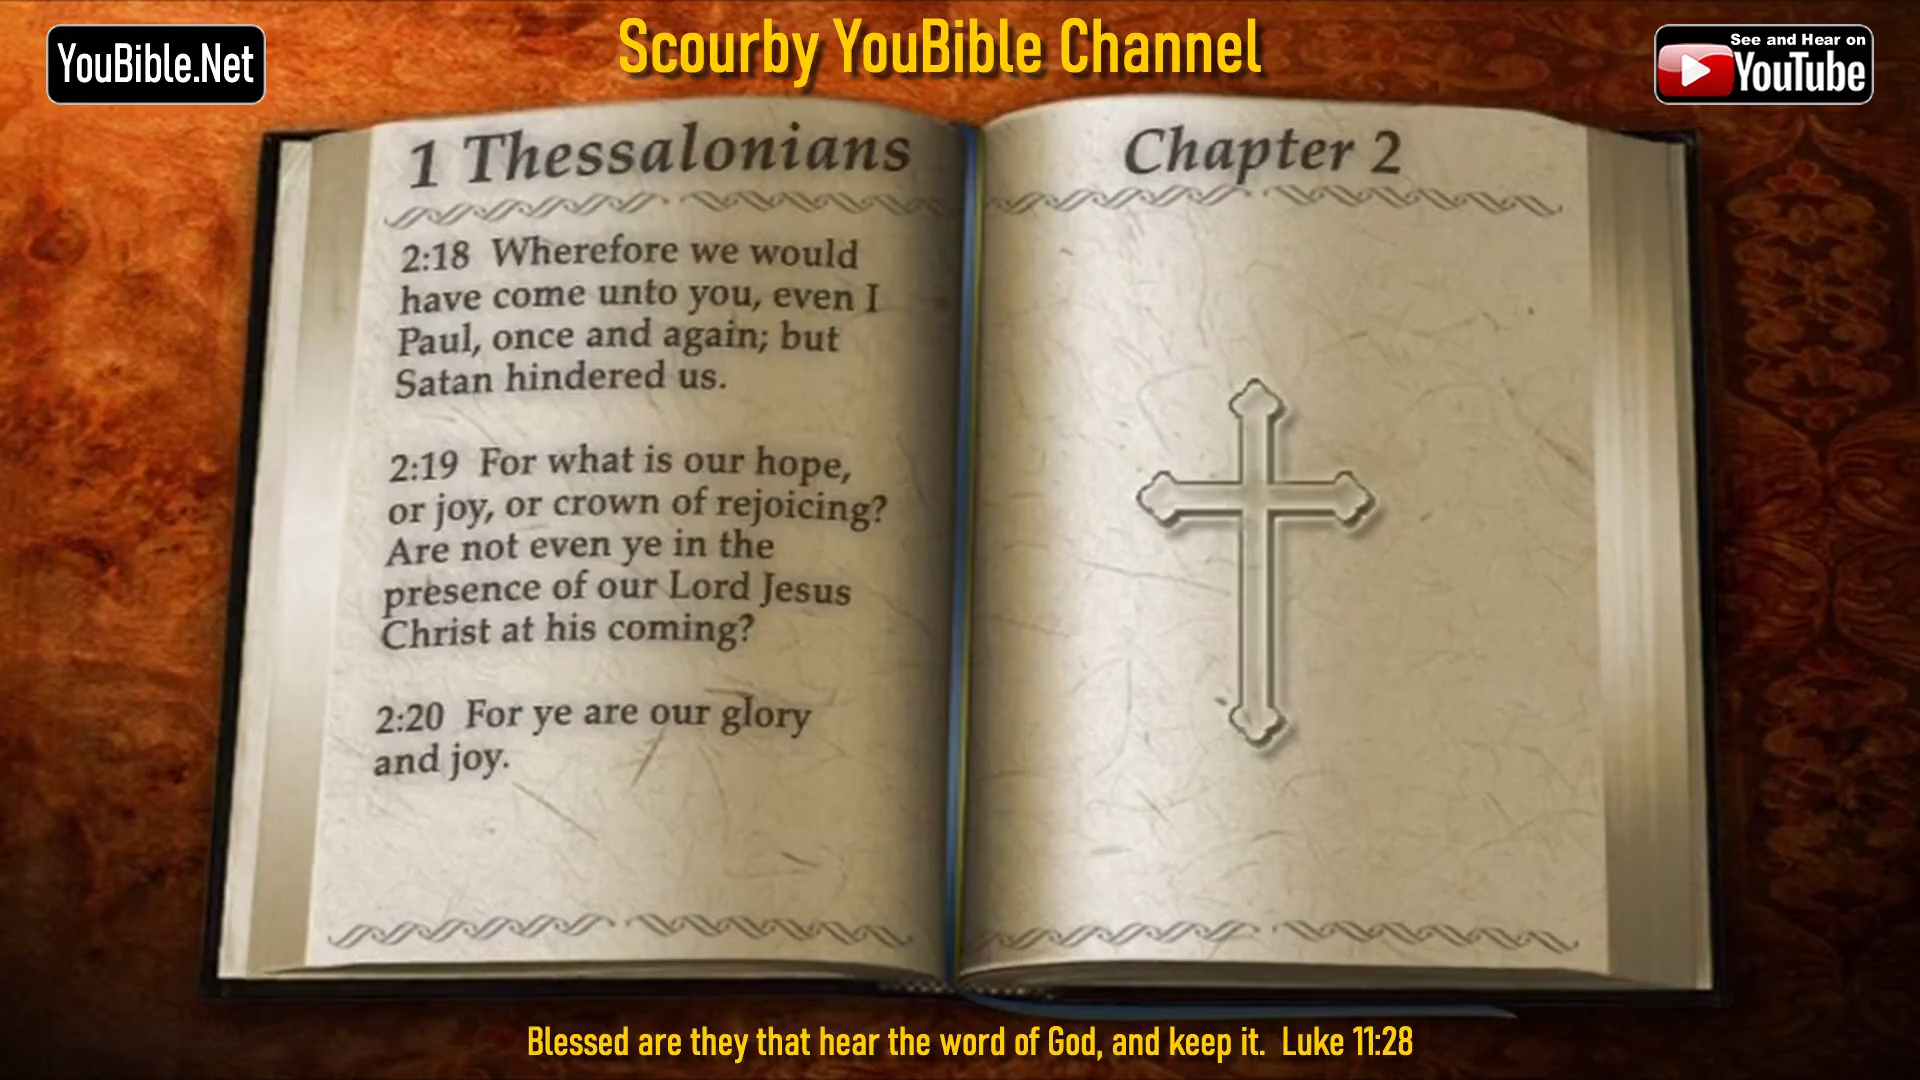 YouBible.Net
Scourby YouBible Channel
See and Hear on
YouTube
1 Thessalonians
2:18 Wherefore we would
have come unto you, even I
Paul, once and again; but
Satan hindered us.
2:19 For what is our hope,
or joy, or crown of rejoicing?
Are not even ye in the
presence of our Lord Jesus
Christ at his coming?
2:20 For ye are our glory
and joy.
Chapter 2
Blessed are they that hear the word of God, and keep it. Luke 11:28